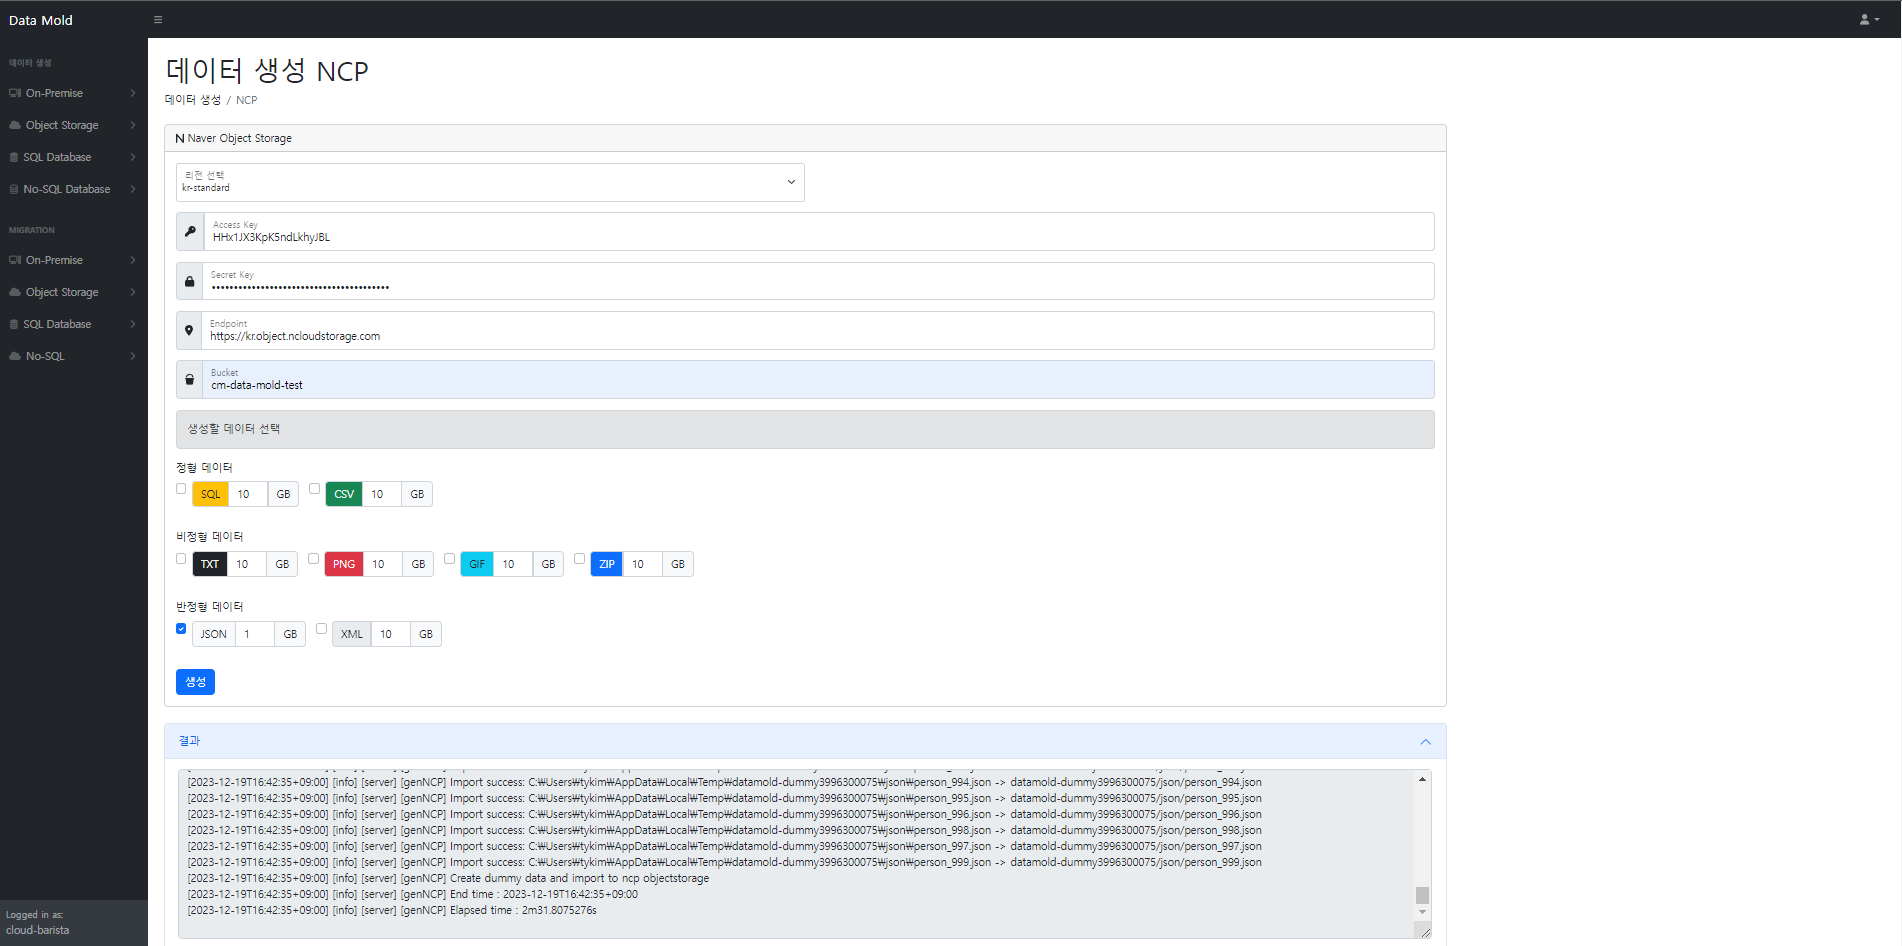 Data Mold
데이터 생성
On-Premise
Object Storage
SQL Database
No-SQL Database
MIGRATION
On-Premise
Object Storage
SQL Database
No-SQL
Logged in as:
cloud-barista
데이터 생성 NCP
데이터 생성 / NCP
N Naver Object Storage
리전 선택
kr-standard
Access Key
HHx1JX3KpK5ndLkhyJBL
Secret Key
Endpoint
https://kr.object.ncloudstorage.com
Bucket
cm-data-mold-test
생성할 데이터 선택
정형 데이터
SQL 10 GB CSV 10 GB
비정형 데이터
TXT 10 GB PNG 10 GB GIF 10 GB ZIP 10 GB
반정형 데이터
JSON 1 GB XML 10 GB
생성
결과
[2023-12-19T16:42:35+09:00] [info] [server] [genNCP] Import success: C:₩Users₩tykim₩AppData₩Local₩Temp₩datamold-dummy3996300075₩json₩person_994.json -> datamold-dummy3996300075/json/person_994.json
[2023-12-19T16:42:35+09:00] [info] [server] [genNCP] Import success: C:₩Users₩tykim₩AppData₩Local₩Temp₩datamold-dummy3996300075₩json₩person_995.json -> datamold-dummy3996300075/json/person_995.json
[2023-12-19T16:42:35+09:00] [info] [server] [genNCP] Import success: C:₩Users₩tykim₩AppData₩Local₩Temp₩datamold-dummy3996300075₩json₩person_996.json -> datamold-dummy3996300075/json/person_996.json
[2023-12-19T16:42:35+09:00] [info] [server] [genNCP] Import success: C:₩Users₩tykim₩AppData₩Local₩Temp₩datamold-dummy3996300075₩json₩person_998.json -> datamold-dummy3996300075/json/person_998.json
[2023-12-19T16:42:35+09:00] [info] [server] [genNCP] Import success: C:₩Users₩tykim₩AppData₩Local₩Temp₩datamold-dummy3996300075₩json₩person_997.json -> datamold-dummy3996300075/json/person_997.json
[2023-12-19T16:42:35+09:00] [info] [server] [genNCP] Import success: C:₩Users₩tykim₩AppData₩Local₩Temp₩datamold-dummy3996300075₩json₩person_999.json -> datamold-dummy3996300075/json/person_999.json
[2023-12-19T16:42:35+09:00] [info] [server] [genNCP] Create dummy data and import to ncp objectstorage
[2023-12-19T16:42:35+09:00] [info] [server] [genNCP] End time : 2023-12-19T16:42:35+09:00
[2023-12-19T16:42:35+09:00] [info] [server] [genNCP] Elapsed time : 2m31.8075276s